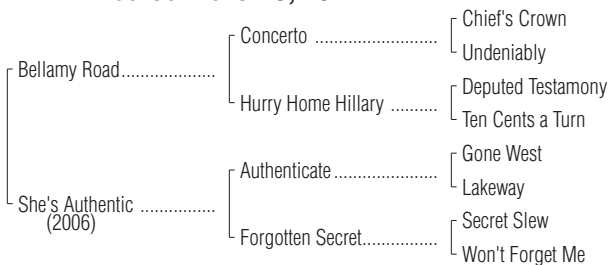 Chief's Crown
Concerto ........................
Undeniably
Bellamy Road...................
Deputed Testamony
Hurry Home Hillary ..........
Ten Cents a Turn
Gone West
Authenticate.....................
Lakeway
She's Authentic ...............
(2006)
Secret Slew
Forgotten Secret...............
Won't Forget Me